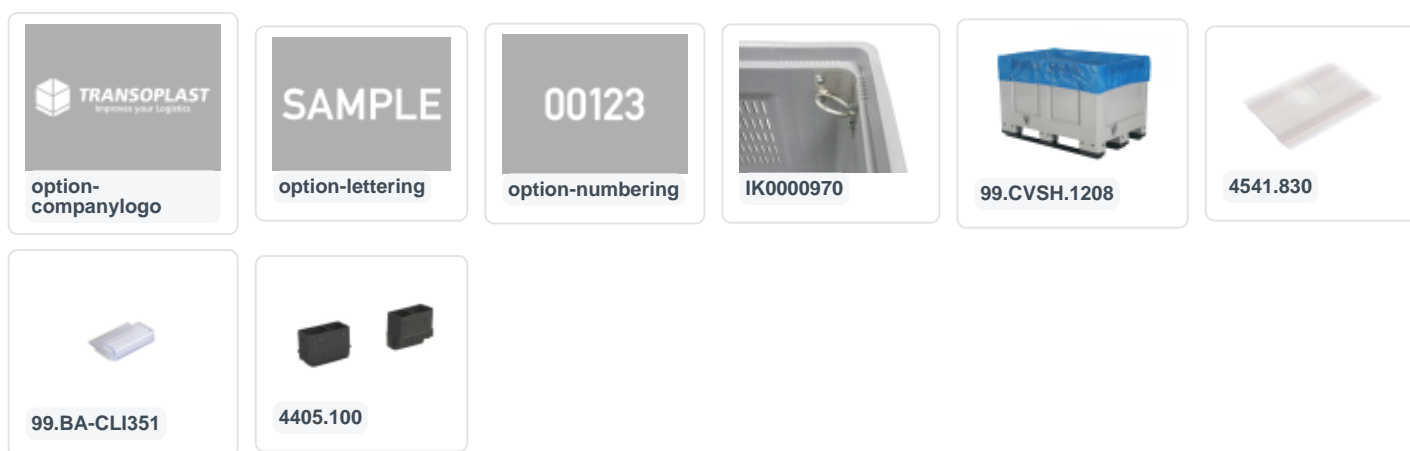 TRANSOPLAST
Improves your Logistics
SAMPLE
00123
option-
companylogo
option-lettering
option-numbering
IK0000970
99.CVSH.1208
4541.830
99.BA-CLI351
4405.100